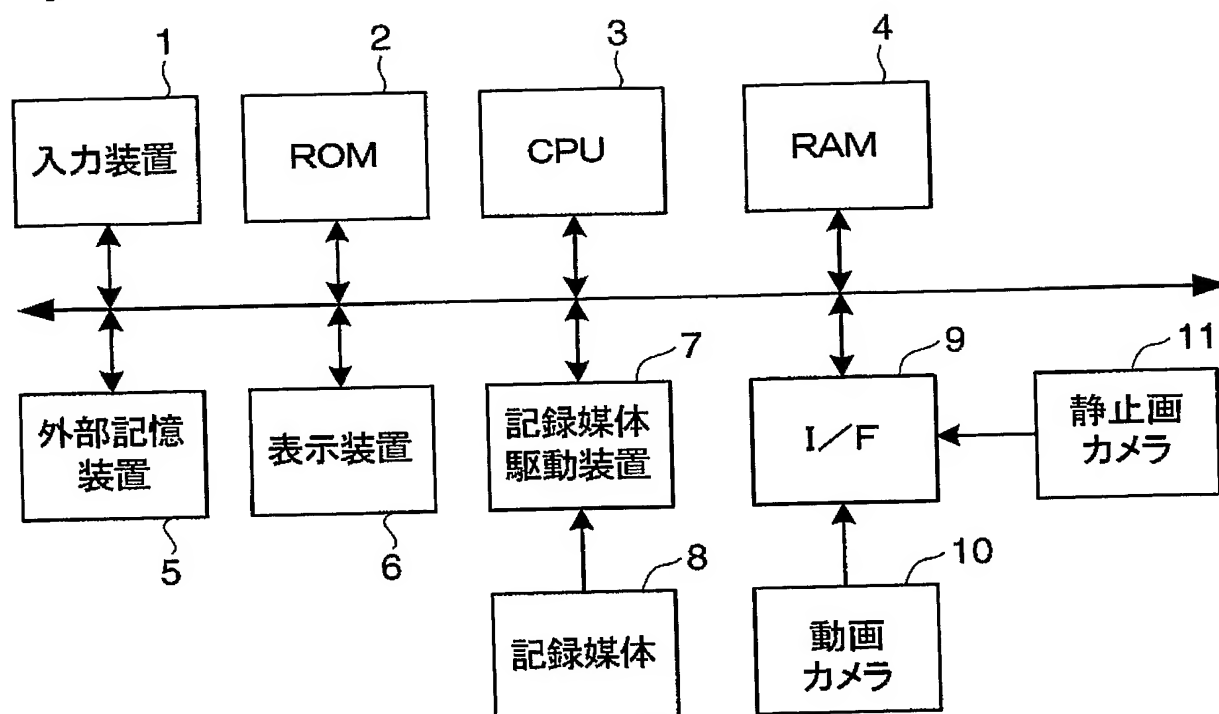 1
2
3
4
入力装置
ROM
CPU
RAM
7
9
11
外部記憶
装置
表示装置
記録媒体
駆動装置
I/F
静止画
カメラ
5
6
8
10
記録媒体
動画
カメラ